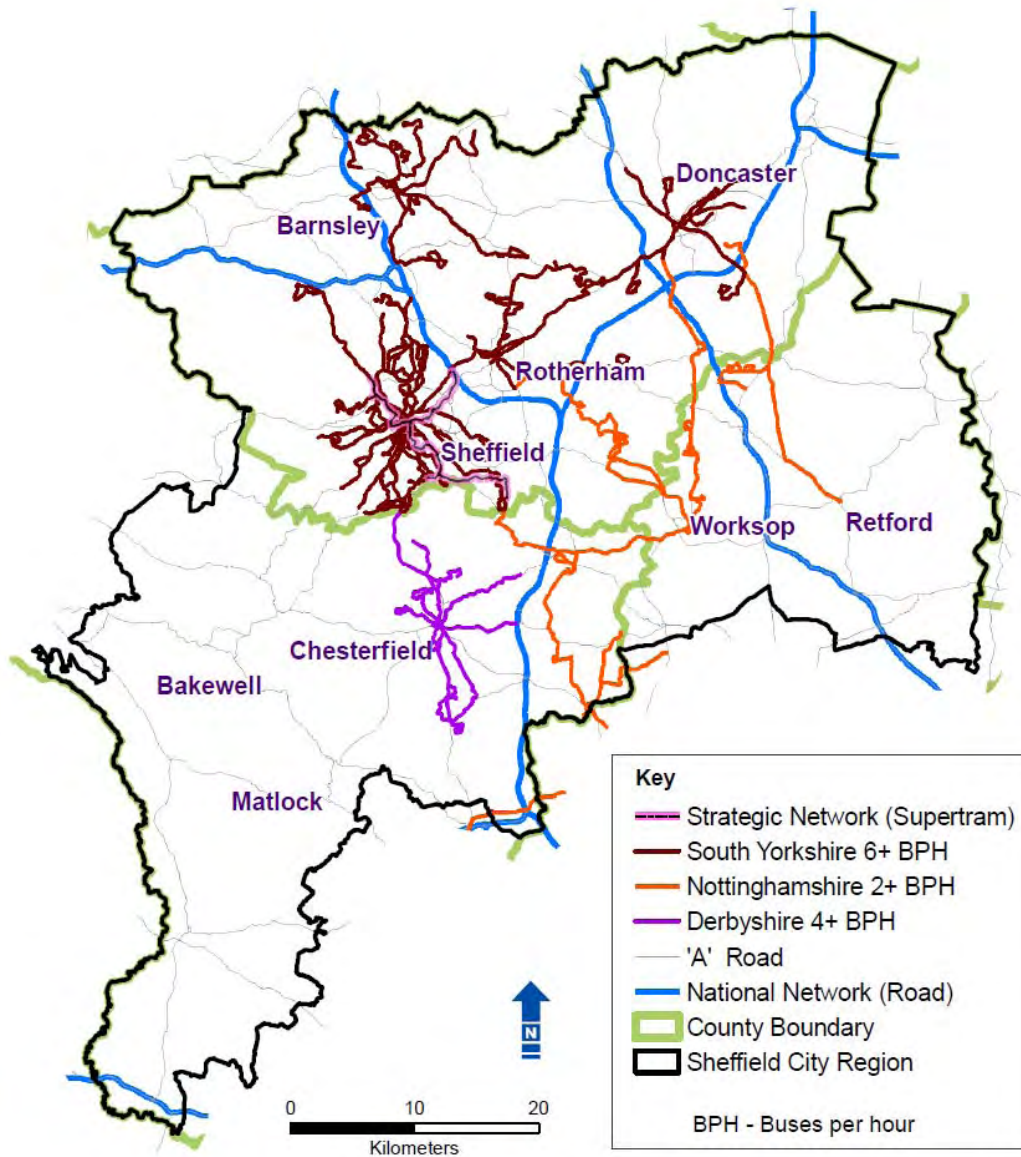 Doncaster
Barnsley
Rotherham
Sheffield
Worksop
Retford
Chesterfield
Bakewell
Matlock
Key
Strategic Network (Supertram)
South Yorkshire 6+ BPH
Nottinghamshire 2+ BPH
Derbyshire 4+ BPH
'A' Road
National Network (Road)
County Boundary
Sheffield City Region
BPH - Buses per hour
N
0 10 20
Kilometers